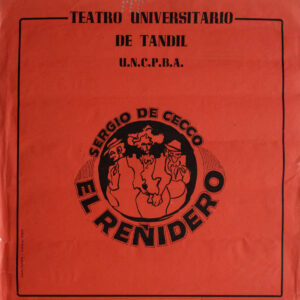 TEATRO UNIVERSITARIO
DE TANDIL
U.N.C.P.B.A.
SERGIO DE CECCO
EL REÑIDERO